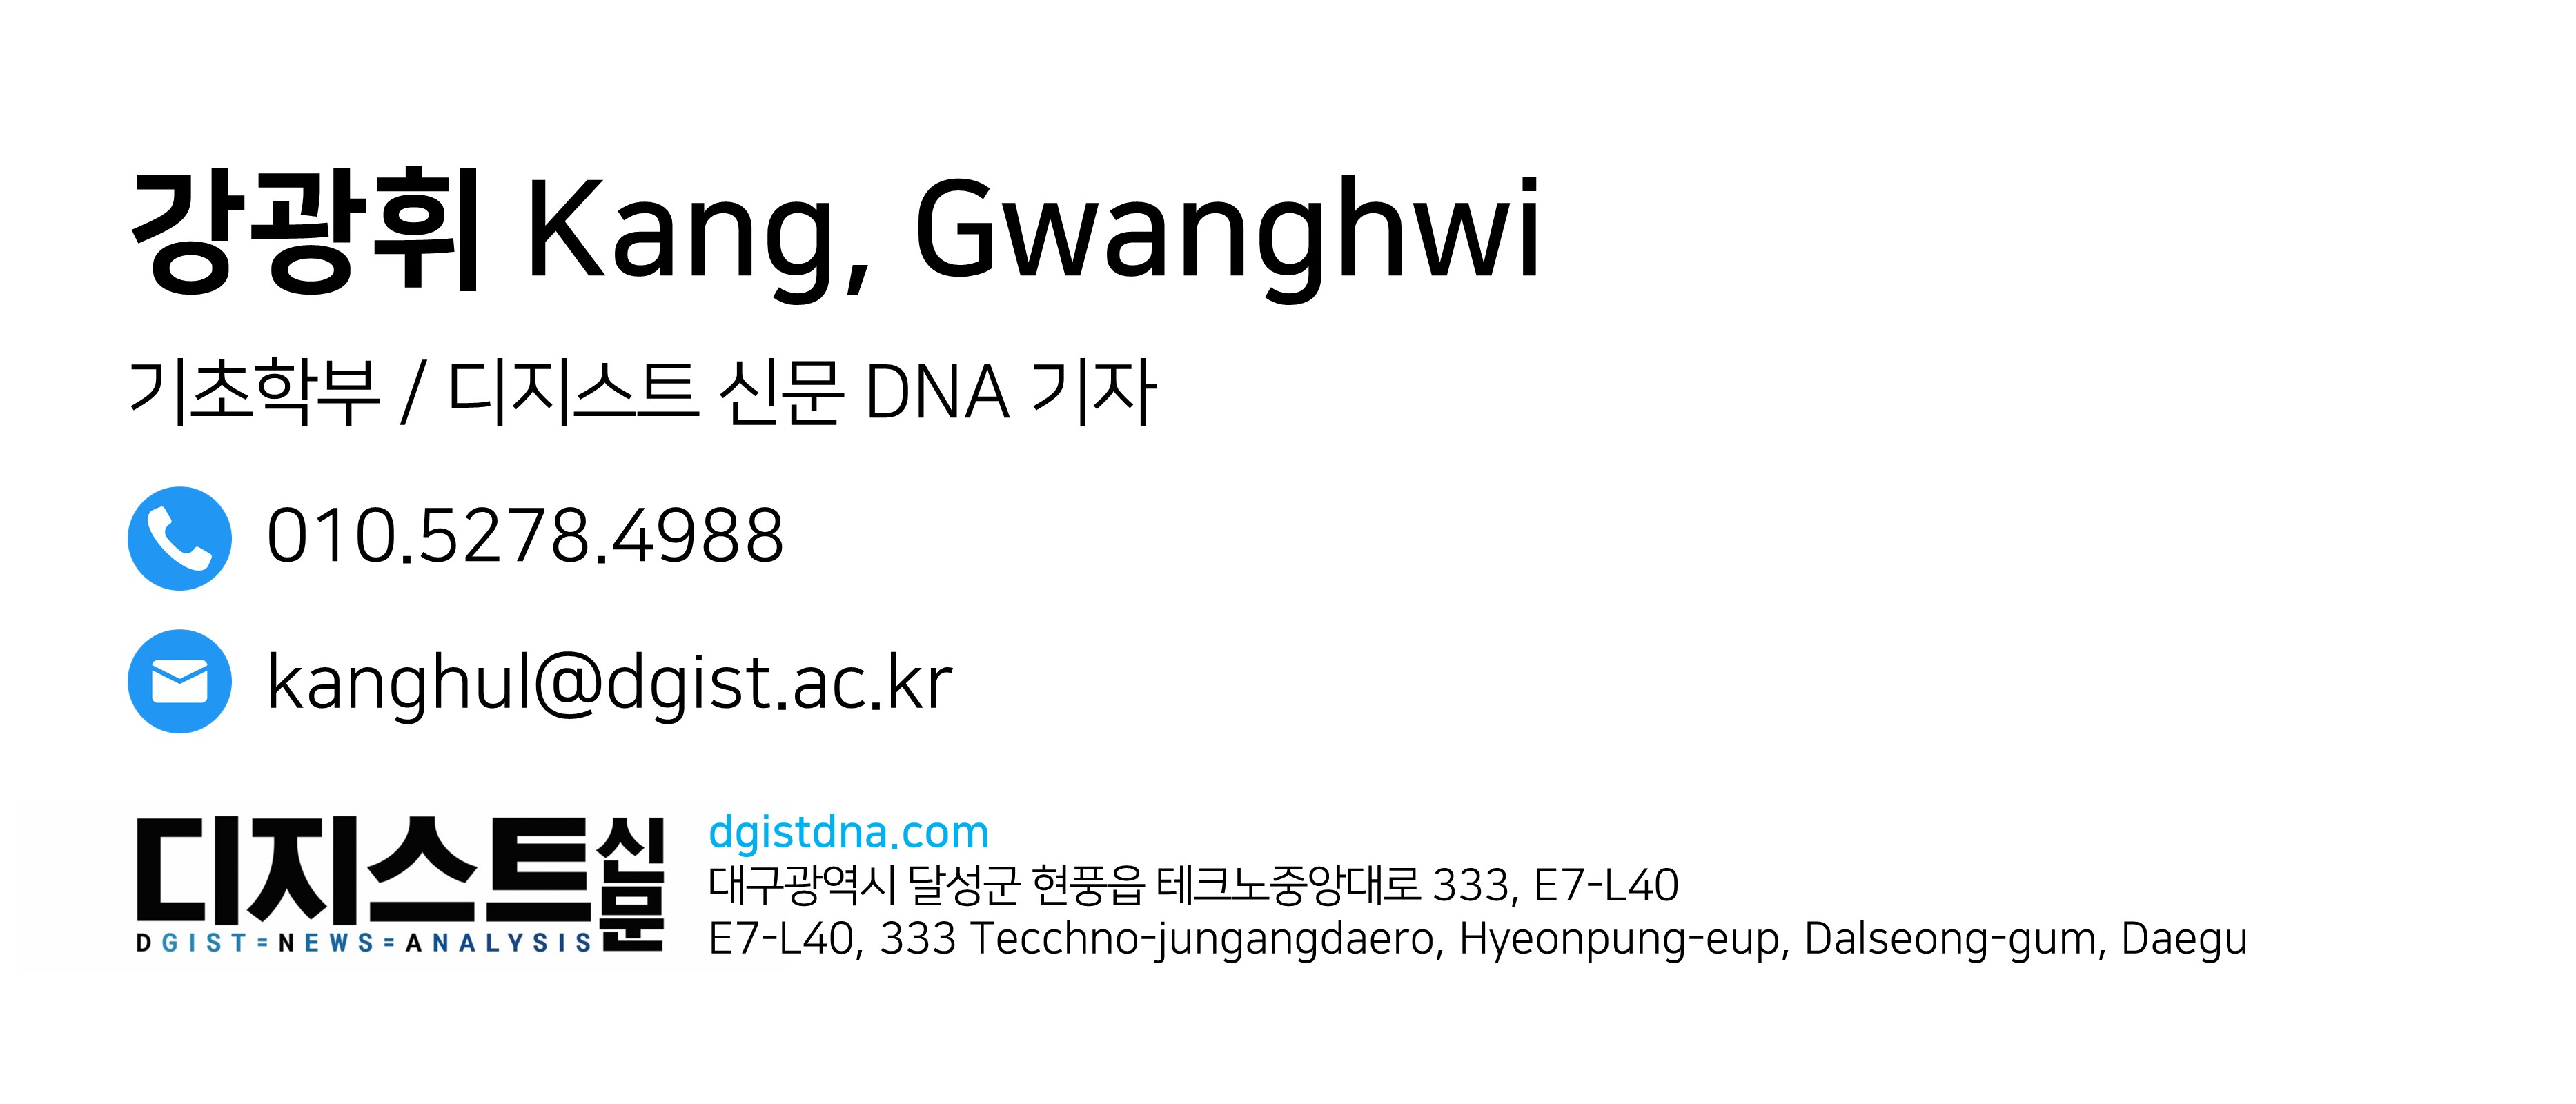 강광휘 Kang, Gwanghwi
기초학부 / 디지스트 신문 DNA 기자
010.5278.4988
kanghul@dgist.ac.kr
디지스트신문
DGIST=NEWS=ANALYSIS
dgistdna.com
대구광역시 달성군 현풍읍 테크노중앙대로 333, E7-L40
E7-L40, 333 Tecchno-jungangdaero, Hyeonpung-eup, Dalseong-gum, Daegu